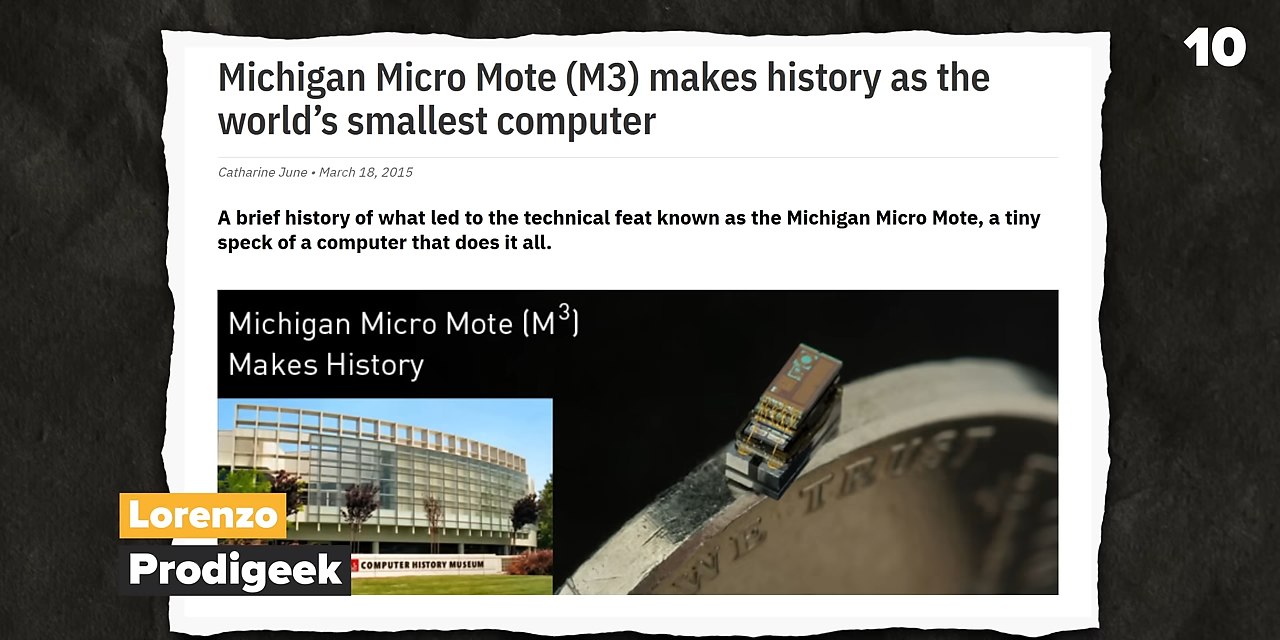 10
Michigan Micro Mote (M3) makes history as the
world’s smallest computer
Catharine June • March 18, 2015
A brief history of what led to the technical feat known as the Michigan Micro Mote, a tiny
speck of a computer that does it all.
Michigan Micro Mote (M³)
Makes History
COMPUTER HISTORY MUSEUM
WE TRUST
Lorenzo
Prodigeek